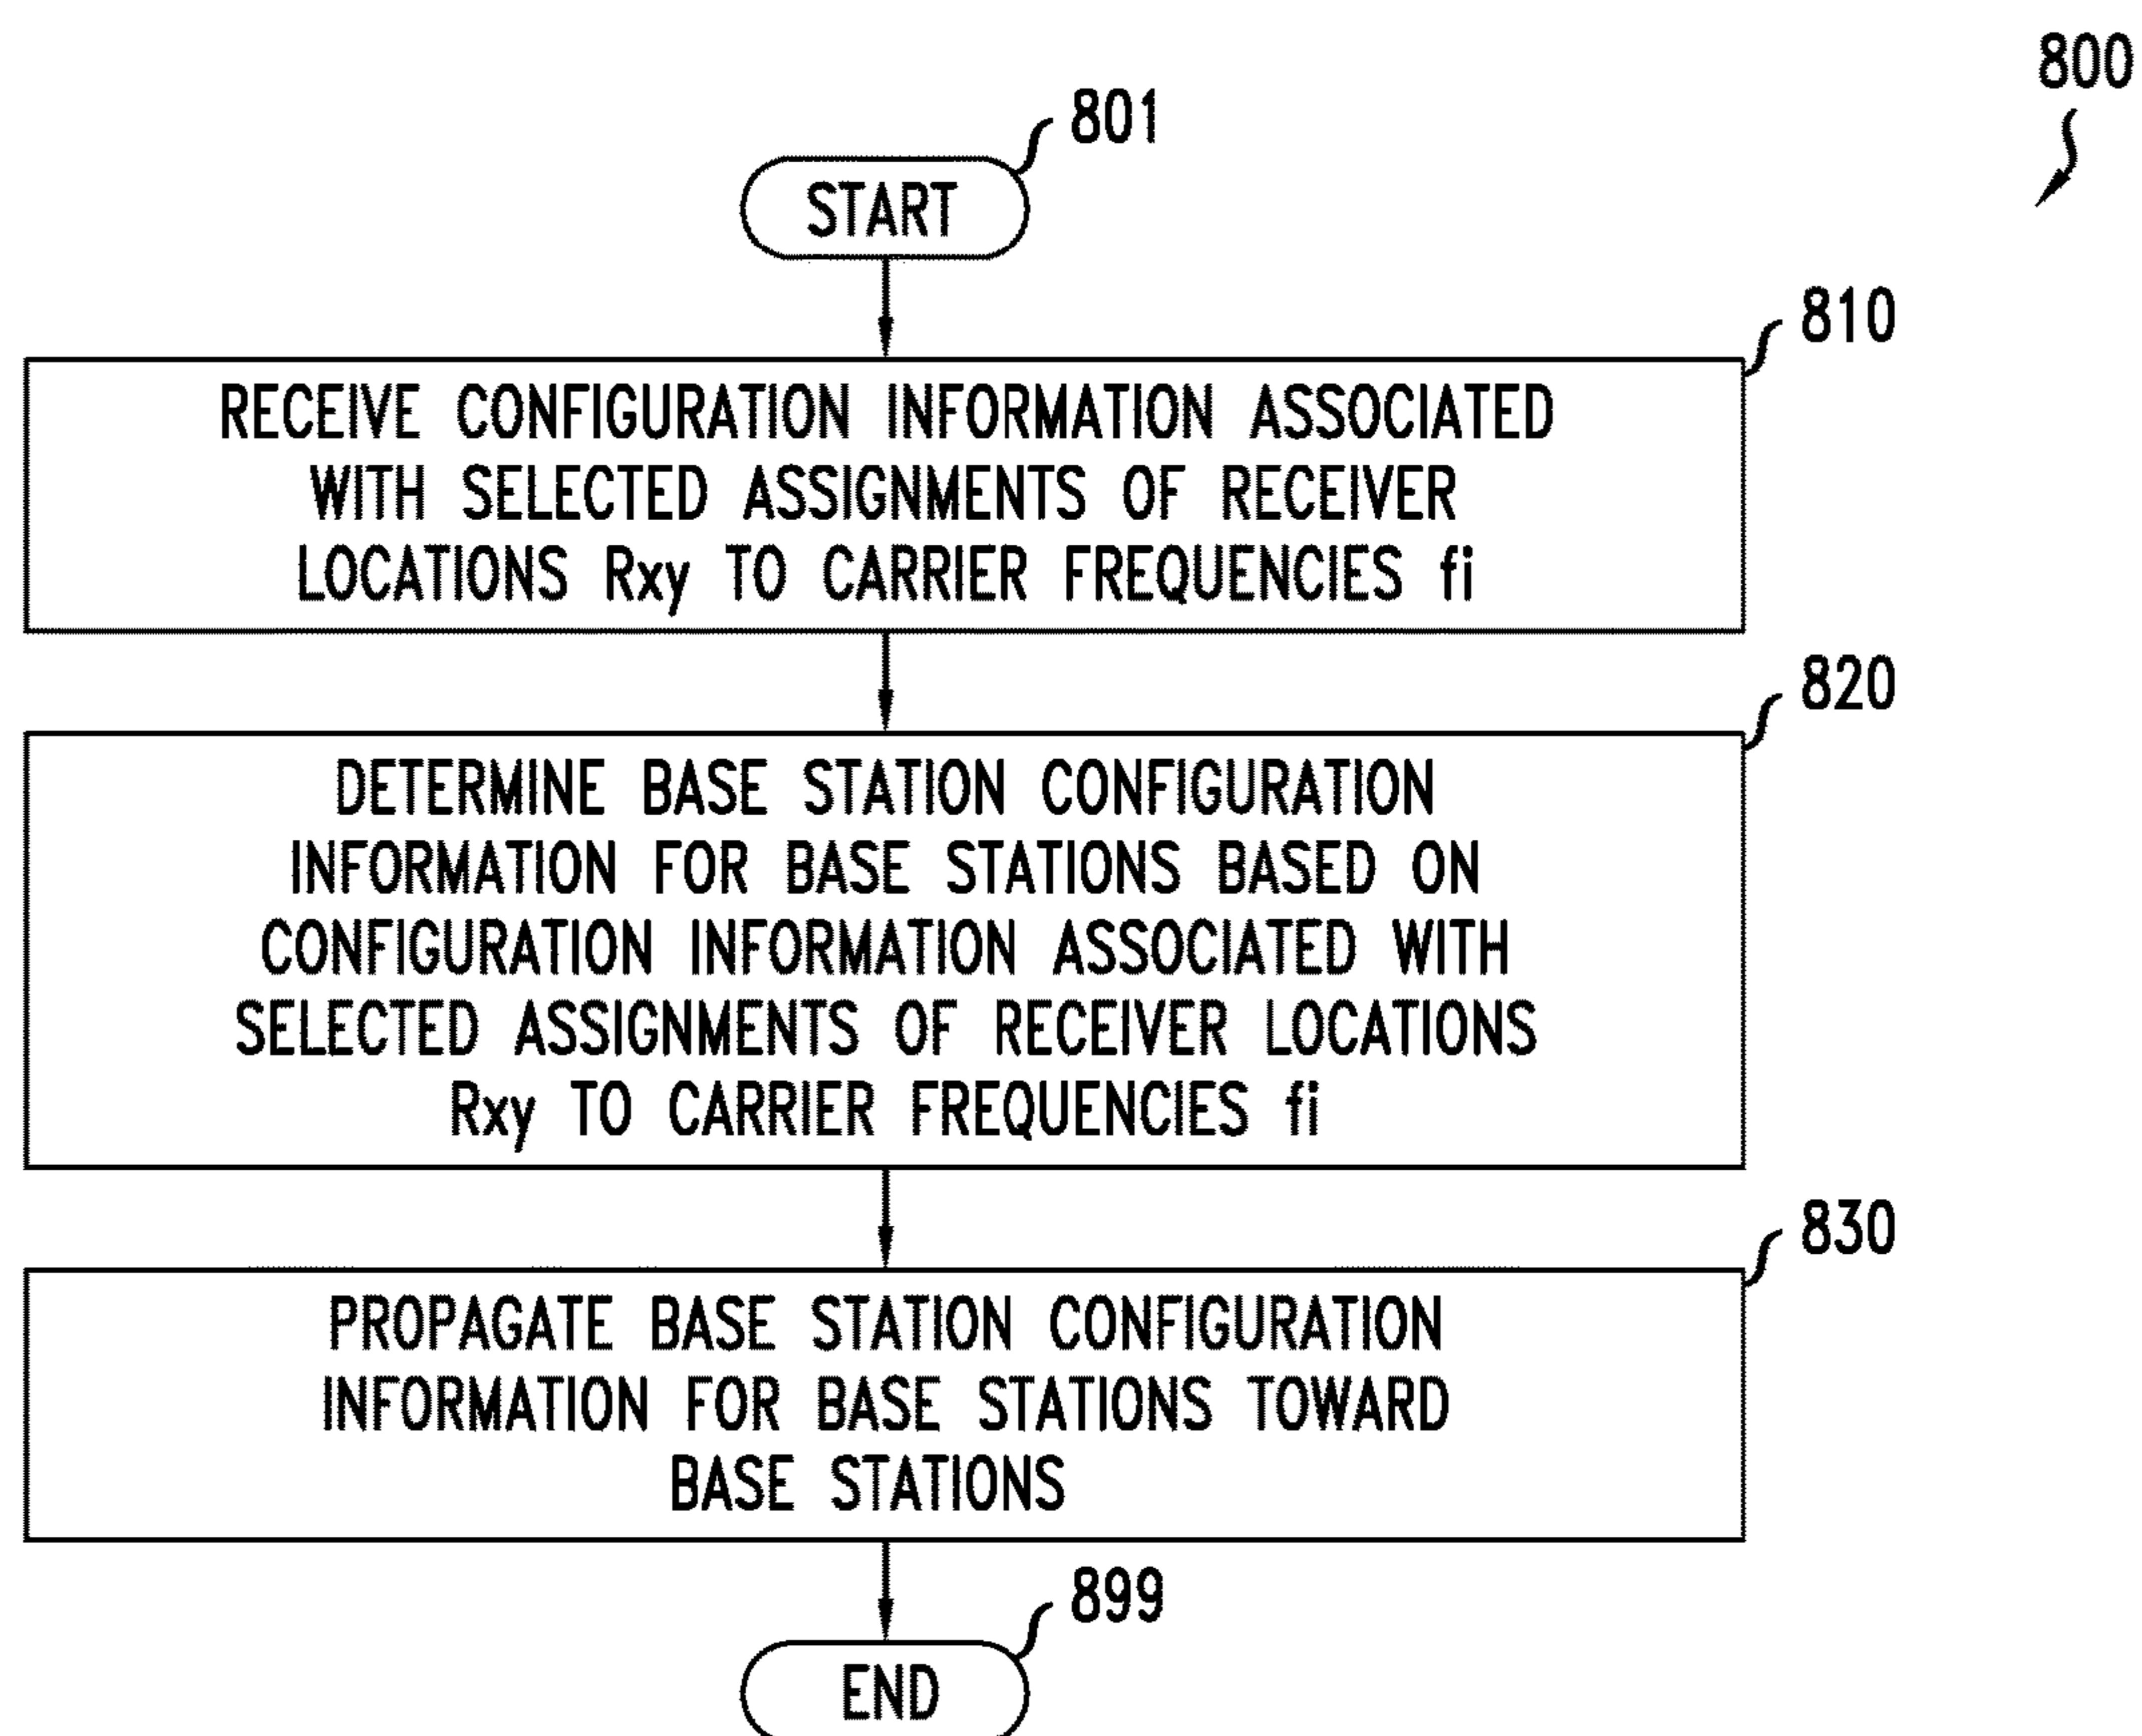 800
801
START
810
RECEIVE CONFIGURATION INFORMATION ASSOCIATED
WITH SELECTED ASSIGNMENTS OF RECEIVER
LOCATIONS Rxy TO CARRIER FREQUENCIES fi
820
DETERMINE BASE STATION CONFIGURATION
INFORMATION FOR BASE STATIONS BASED ON
CONFIGURATION INFORMATION ASSOCIATED WITH
SELECTED ASSIGNMENTS OF RECEIVER LOCATIONS
Rxy TO CARRIER FREQUENCIES fi
830
PROPAGATE BASE STATION CONFIGURATION
INFORMATION FOR BASE STATIONS TOWARD
BASE STATIONS
899
END